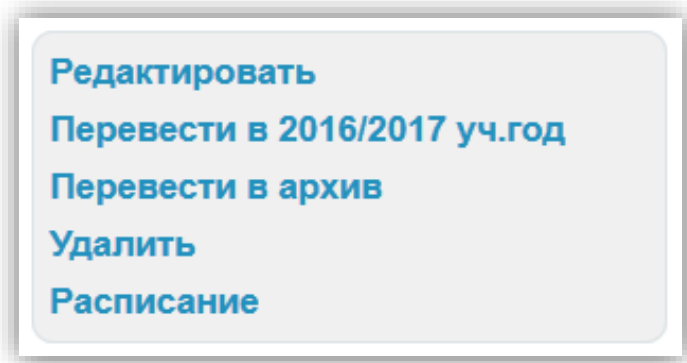 Редактировать
Перевести в 2016/2017 уч.год
Перевести в архив
Удалить
Расписание